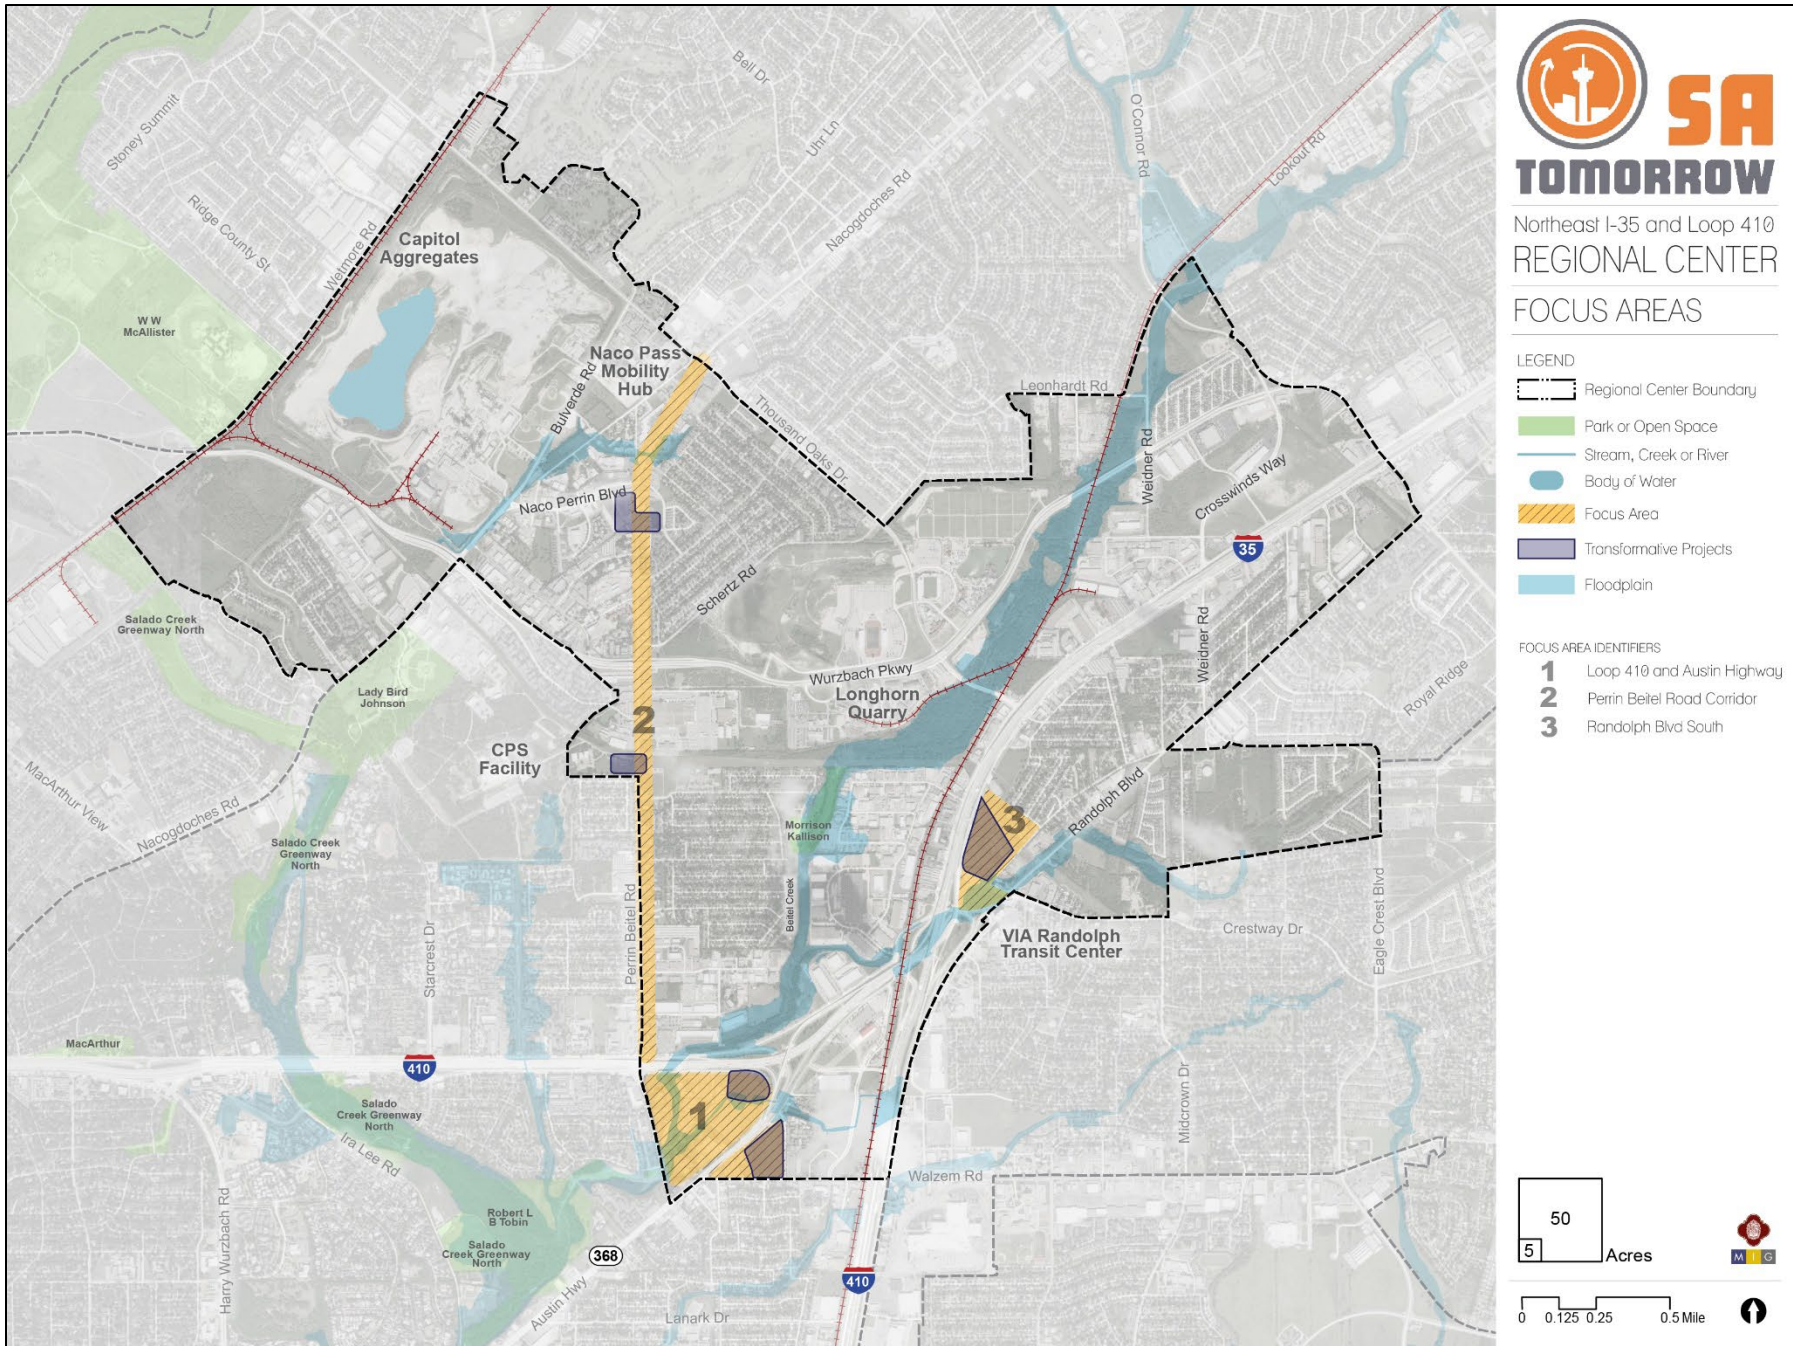 SA
TOMORROW
Northeast I-35 and Loop 410
REGIONAL CENTER
FOCUS AREAS
LEGEND
Regional Center Boundary
Park or Open Space
Stream, Creek or River
Body of Water
Focus Area
Transformative Projects
Floodplain
FOCUS AREA IDENTIFIERS
1 Loop 410 and Austin Highway
2 Perrin Beitel Road Corridor
3 Randolph Blvd South
50
5
Acres
M I G
0 0.125 0.25 0.5 Mile
Bell Dr
Stoney Summit
Uhr Ln
O'Connor Rd
Lookout Rd
Nacogdoches Rd
Ridge County St
Wetmore Rd
Capitol
Aggregates
W W
McAllister
Naco Pass
Mobility
Hub
Bulverde Rd
Leonhardt Rd
Thousand Oaks Dr
Weidner Rd
Crosswinds Way
Naco Perrin Blvd
35
Schertz Rd
Salado Creek
Greenway North
Weidner Rd
Wurzbach Pkwy
Longhorn
Quarry
Royal Ridge
Lady Bird
Johnson
2
CPS
Facility
MacArthur View
Nacogdoches Rd
Randolph Blvd
3
Morrison
Kallison
Salado Creek
Greenway
North
Perrin Beitel Rd
Beitel Creek
Starcrest Dr
VIA Randolph
Transit Center
Crestway Dr
Eagle Crest Blvd
MacArthur
410
1
Midcrown Dr
Salado
Creek Greenway
North
Ira Lee Rd
Walzem Rd
Harry Wurzbach Rd
Robert L
B Tobin
Salado
Creek Greenway
North
368
410
Austin Hwy
Lanark Dr